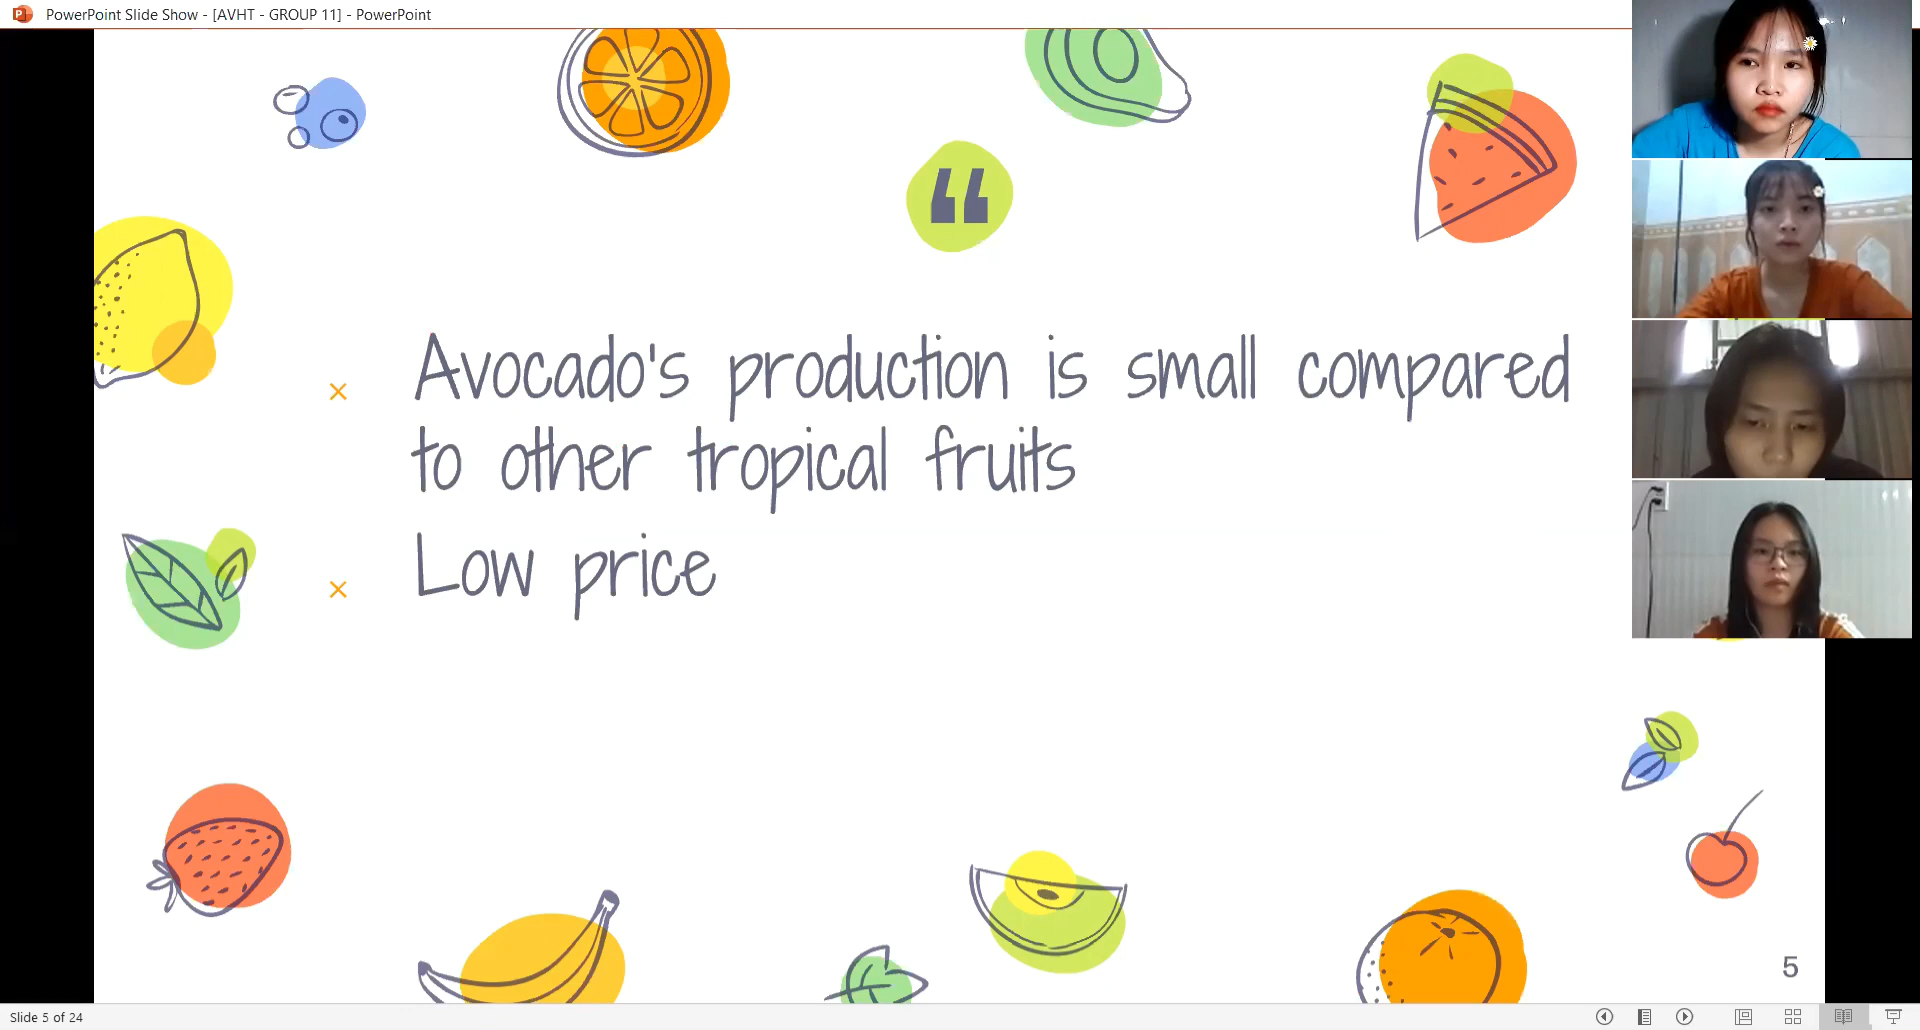 PowerPoint Slide Show - [AVHT - GROUP 11] - PowerPoint
“
× Avocado's production is small compared
to other tropical fruits
× Low price
5
Slide 5 of 24